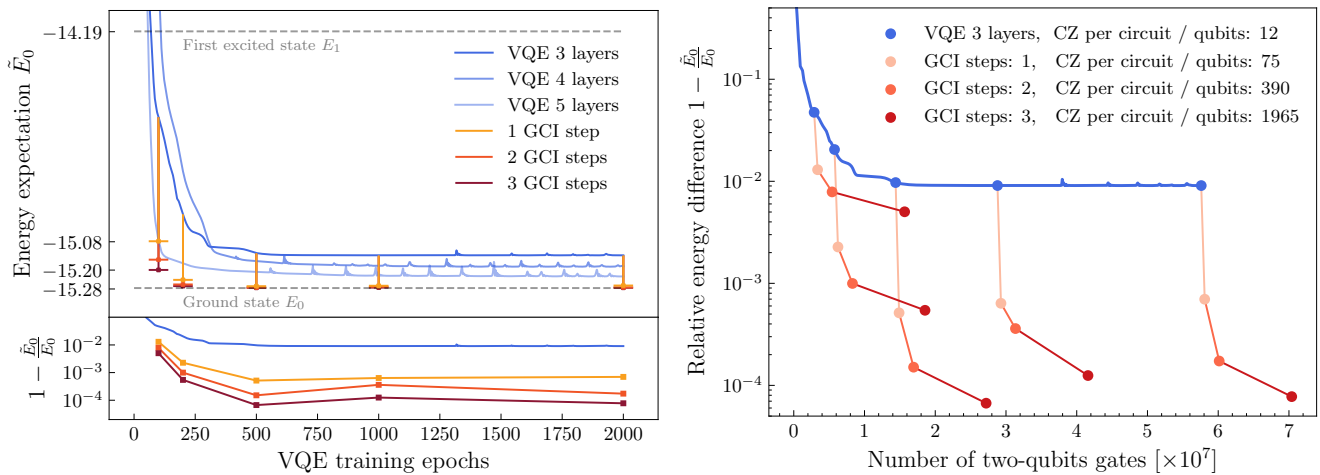 Energy expectation Ẽ₀
−14.19
−15.08
−15.20
−15.28
First excited state E₁
Ground state E₀
VQE 3 layers
VQE 4 layers
VQE 5 layers
1 GCI step
2 GCI steps
3 GCI steps
1 − Ẽ₀/E₀
10⁻²
10⁻³
10⁻⁴
0 250 500 750 1000 1250 1500 1750 2000
VQE training epochs
Relative energy difference 1 − Ẽ₀/E₀
10⁻¹
10⁻²
10⁻³
10⁻⁴
VQE 3 layers, CZ per circuit / qubits: 12
GCI steps: 1, CZ per circuit / qubits: 75
GCI steps: 2, CZ per circuit / qubits: 390
GCI steps: 3, CZ per circuit / qubits: 1965
0 1 2 3 4 5 6 7
Number of two-qubits gates [×10⁷]